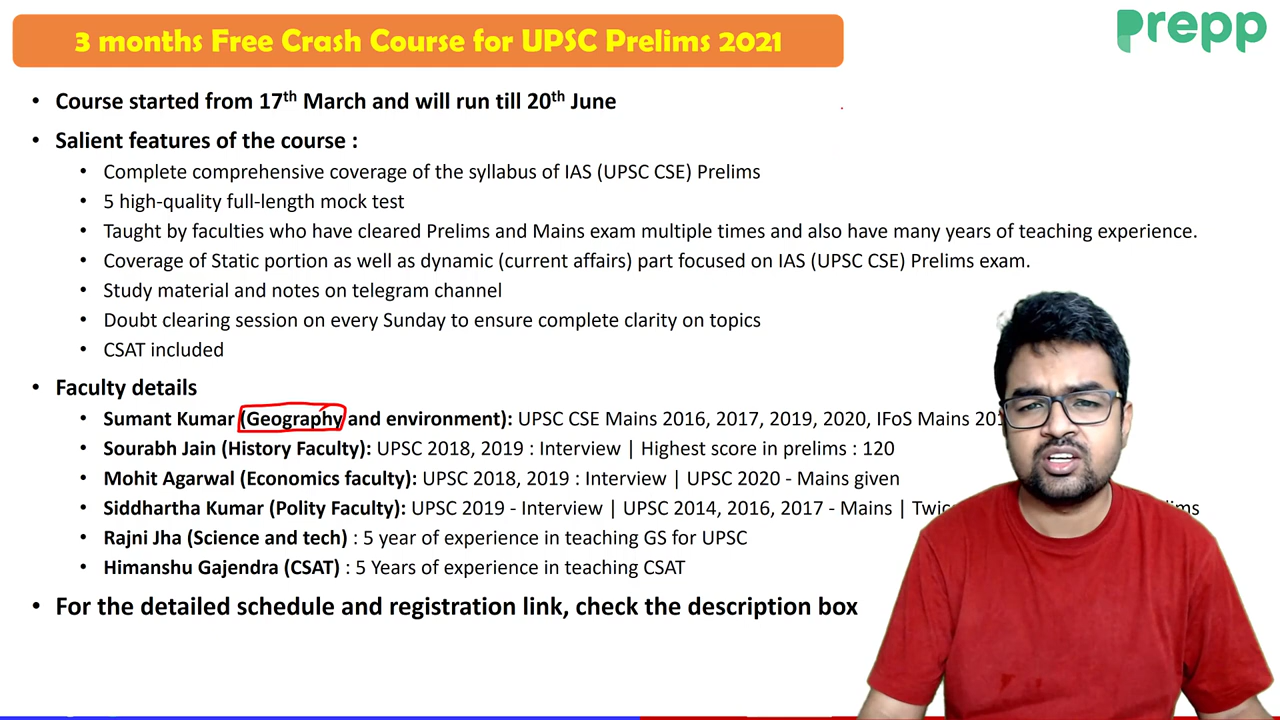 3 months Free Crash Course for UPSC Prelims 2021
prepp
• Course started from 17th March and will run till 20th June
• Salient features of the course :
• Complete comprehensive coverage of the syllabus of IAS (UPSC CSE) Prelims
• 5 high-quality full-length mock test
• Taught by faculties who have cleared Prelims and Mains exam multiple times and also have many years of teaching experience.
• Coverage of Static portion as well as dynamic (current affairs) part focused on IAS (UPSC CSE) Prelims exam.
• Study material and notes on telegram channel
• Doubt clearing session on every Sunday to ensure complete clarity on topics
• CSAT included
• Faculty details
• Sumant Kumar (Geography and environment): UPSC CSE Mains 2016, 2017, 2019, 2020, IFoS Mains
• Sourabh Jain (History Faculty): UPSC 2018, 2019 : Interview | Highest score in prelims : 120
• Mohit Agarwal (Economics faculty): UPSC 2018, 2019 : Interview | UPSC 2020 - Mains given
• Siddhartha Kumar (Polity Faculty): UPSC 2019 - Interview | UPSC 2014, 2016, 2017 - Mains |
• Rajni Jha (Science and tech) : 5 year of experience in teaching GS for UPSC
• Himanshu Gajendra (CSAT) : 5 Years of experience in teaching CSAT
• For the detailed schedule and registration link, check the description box